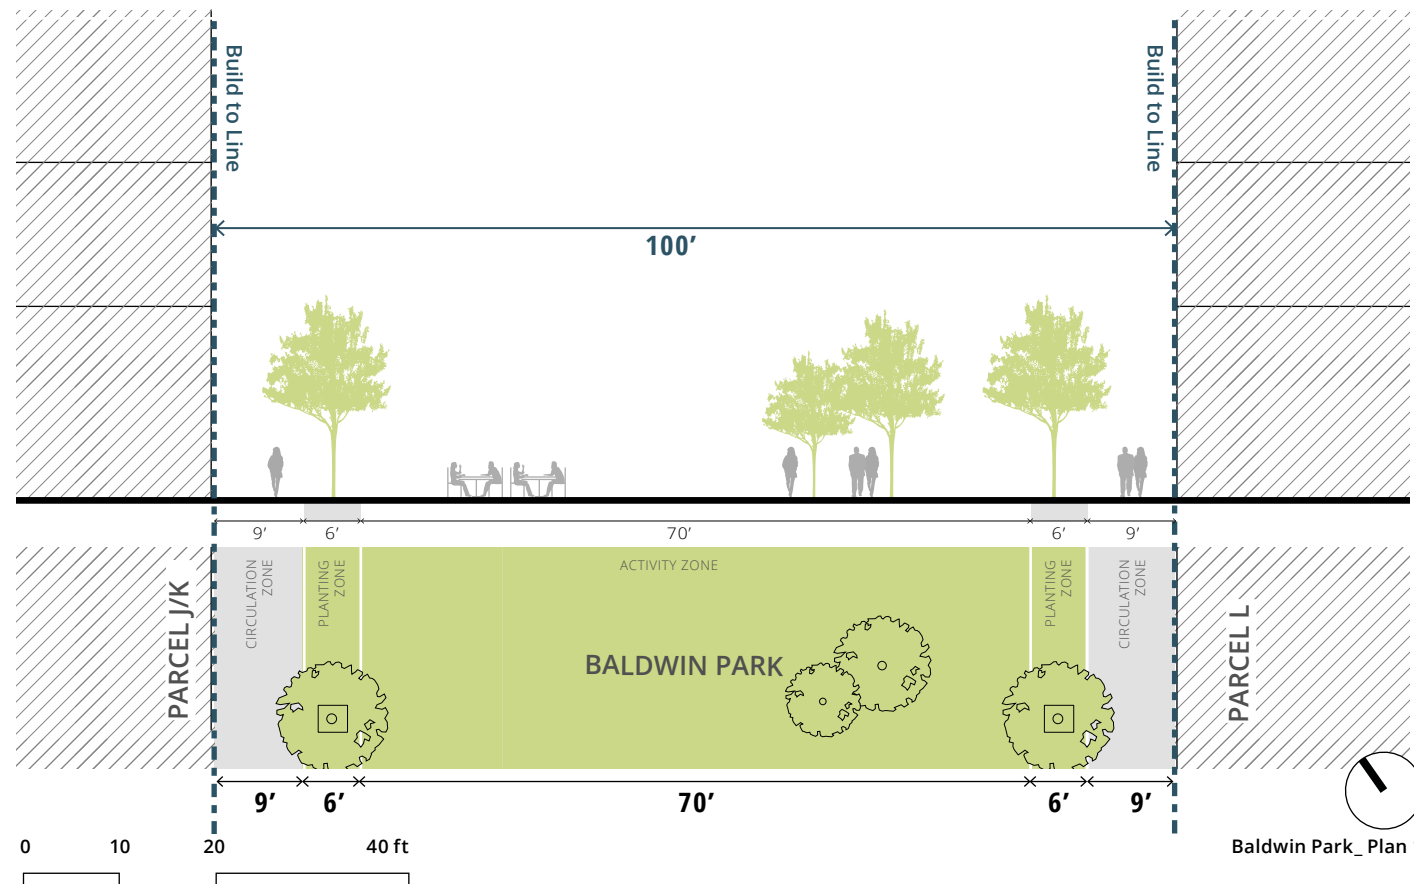 Build to Line
Build to Line
100’
9’
6’
70’
6’
9’
CIRCULATION
ZONE
PLANTING
ZONE
ACTIVITY ZONE
PLANTING
ZONE
CIRCULATION
ZONE
PARCEL J/K
BALDWIN PARK
PARCEL L
9’
6’
70’
6’
9’
0
10
20
40 ft
Baldwin Park_ Plan